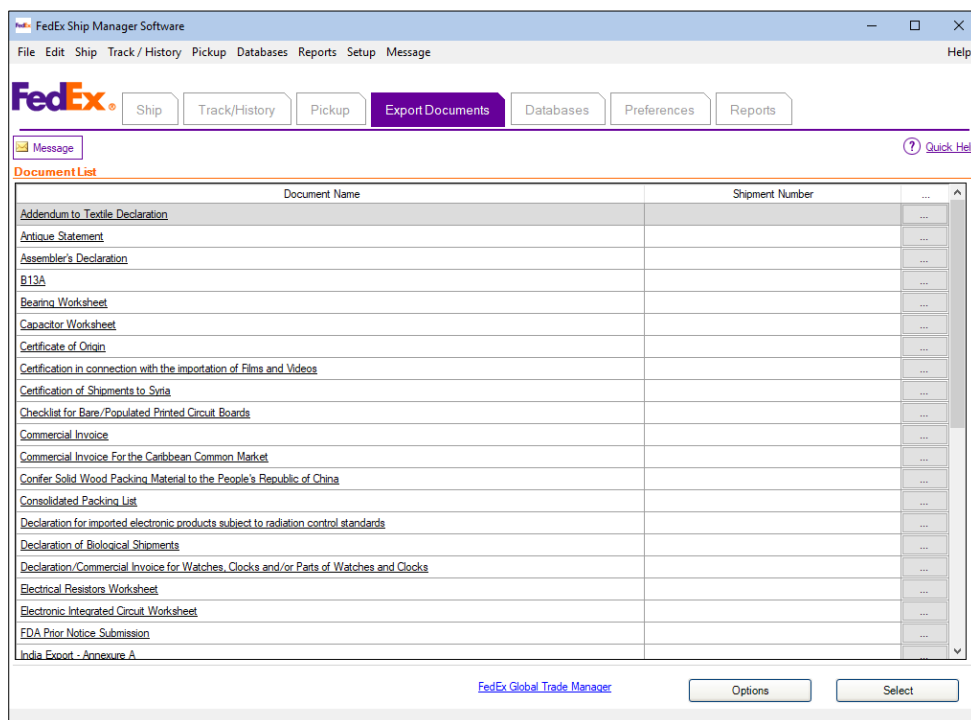 FedEx FedEx Ship Manager Software
File Edit Ship Track / History Pickup Databases Reports Setup Message Help
FedEx® Ship Track/History Pickup Export Documents Databases Preferences Reports
Message ? Quick Hel
Document List
Document Name Shipment Number ...
Addendum to Textile Declaration ...
Antique Statement ...
Assembler's Declaration ...
B13A ...
Bearing Worksheet ...
Capacitor Worksheet ...
Certificate of Origin ...
Certification in connection with the importation of Films and Videos ...
Certification of Shipments to Syria ...
Checklist for Bare/Populated Printed Circuit Boards ...
Commercial Invoice ...
Commercial Invoice For the Caribbean Common Market ...
Conifer Solid Wood Packing Material to the People's Republic of China ...
Consolidated Packing List ...
Declaration for imported electronic products subject to radiation control standards ...
Declaration of Biological Shipments ...
Declaration/Commercial Invoice for Watches, Clocks and/or Parts of Watches and Clocks ...
Electrical Resistors Worksheet ...
Electronic Integrated Circuit Worksheet ...
FDA Prior Notice Submission ...
India Export - Annexure A ...
FedEx Global Trade Manager Options Select